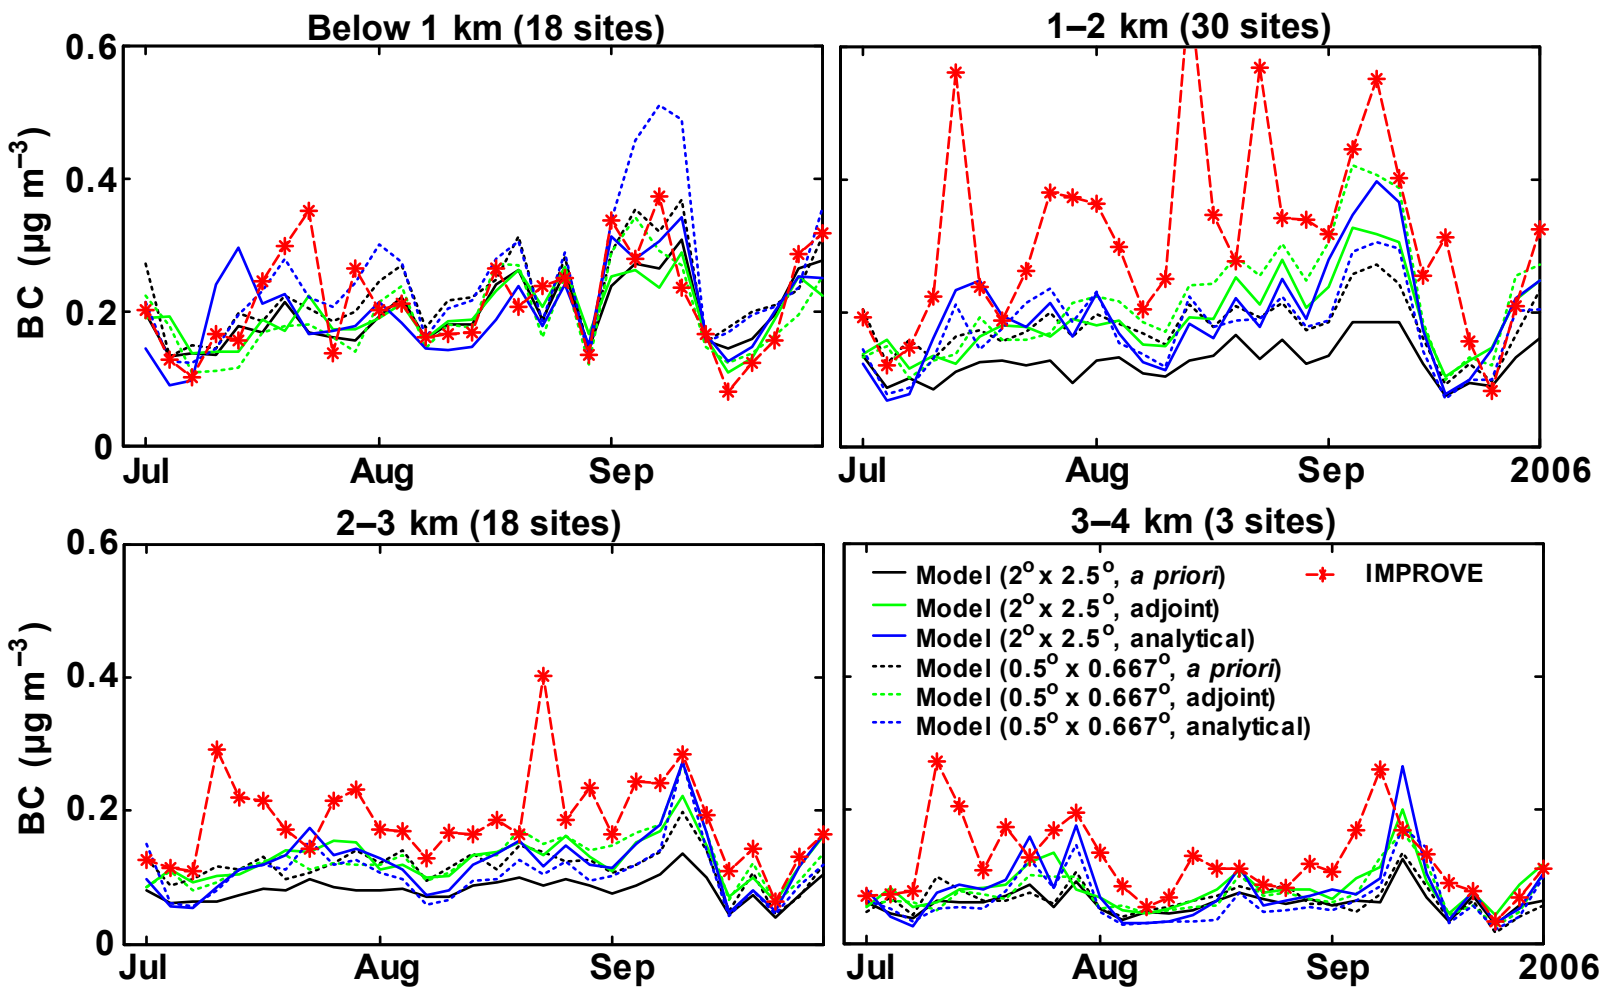 Below 1 km (18 sites)
1–2 km (30 sites)
BC (µg m⁻³)
0.6
0.4
0.2
0
Jul
Aug
Sep
Jul
Aug
Sep
2006
2–3 km (18 sites)
3–4 km (3 sites)
BC (µg m⁻³)
0.6
0.4
0.2
0
Model (2° x 2.5°, a priori)
IMPROVE
Model (2° x 2.5°, adjoint)
Model (2° x 2.5°, analytical)
Model (0.5° x 0.667°, a priori)
Model (0.5° x 0.667°, adjoint)
Model (0.5° x 0.667°, analytical)
Jul
Aug
Sep
Jul
Aug
Sep
2006